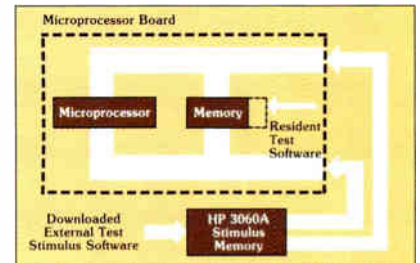 Microprocessor Board
Microprocessor
Memory
Resident
Test
Software
Downloaded
External Test
Stimulus Software
HP 3060A
Stimulus
Memory